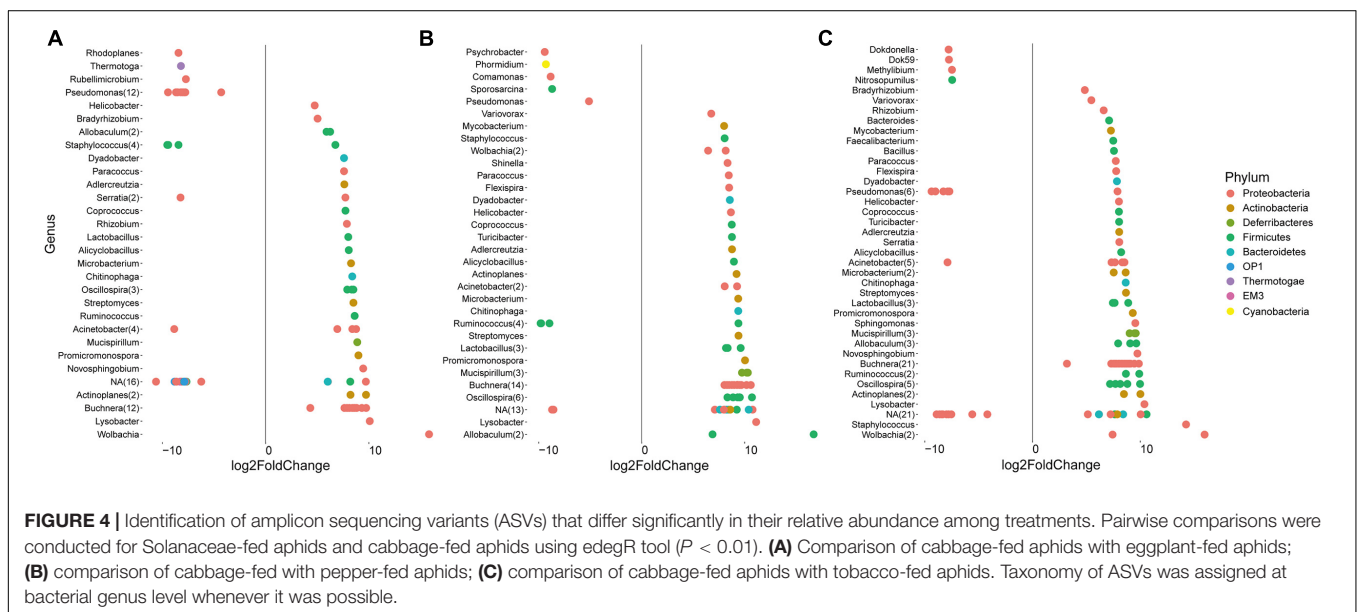 A
Genus
Rhodoplanes
Thermotoga
Rubellimicrobium
Pseudomonas(12)
Helicobacter
Bradyrhizobium
Allobaculum(2)
Staphylococcus(4)
Dyadobacter
Paracoccus
Adlercreutzia
Serratia(2)
Coprococcus
Rhizobium
Lactobacillus
Alicyclobacillus
Microbacterium
Chitinophaga
Oscillospira(3)
Streptomyces
Ruminococcus
Acinetobacter(4)
Mucispirillum
Promicromonospora
Novosphingobium
NA(16)
Actinoplanes(2)
Buchnera(12)
Lysobacter
Wolbachia
−10 0 10
log2FoldChange
B
Psychrobacter
Phormidium
Comamonas
Sporosarcina
Pseudomonas
Variovorax
Mycobacterium
Staphylococcus
Wolbachia(2)
Shinella
Paracoccus
Flexispira
Dyadobacter
Helicobacter
Coprococcus
Turicibacter
Adlercreutzia
Alicyclobacillus
Actinoplanes
Acinetobacter(2)
Microbacterium
Chitinophaga
Ruminococcus(4)
Streptomyces
Lactobacillus(3)
Promicromonospora
Mucispirillum(3)
Buchnera(14)
Oscillospira(6)
NA(13)
Lysobacter
Allobaculum(2)
−10 0 10
log2FoldChange
C
Dokdonella
Dok59
Methylibium
Nitrosopumilus
Bradyrhizobium
Variovorax
Rhizobium
Bacteroides
Mycobacterium
Faecalibacterium
Bacillus
Paracoccus
Flexispira
Dyadobacter
Pseudomonas(6)
Helicobacter
Coprococcus
Turicibacter
Adlercreutzia
Serratia
Alicyclobacillus
Acinetobacter(5)
Microbacterium(2)
Chitinophaga
Streptomyces
Lactobacillus(3)
Promicromonospora
Sphingomonas
Mucispirillum(3)
Allobaculum(3)
Novosphingobium
Buchnera(21)
Ruminococcus(2)
Oscillospira(5)
Actinoplanes(2)
Lysobacter
NA(21)
Staphylococcus
Wolbachia(2)
−10 0 10
log2FoldChange
Phylum
Proteobacteria
Actinobacteria
Deferribacteres
Firmicutes
Bacteroidetes
OP1
Thermotogae
EM3
Cyanobacteria
FIGURE 4 | Identification of amplicon sequencing variants (ASVs) that differ significantly in their relative abundance among treatments. Pairwise comparisons were
conducted for Solanaceae-fed aphids and cabbage-fed aphids using edegR tool (P < 0.01). (A) Comparison of cabbage-fed aphids with eggplant-fed aphids;
(B) comparison of cabbage-fed with pepper-fed aphids; (C) comparison of cabbage-fed aphids with tobacco-fed aphids. Taxonomy of ASVs was assigned at
bacterial genus level whenever it was possible.